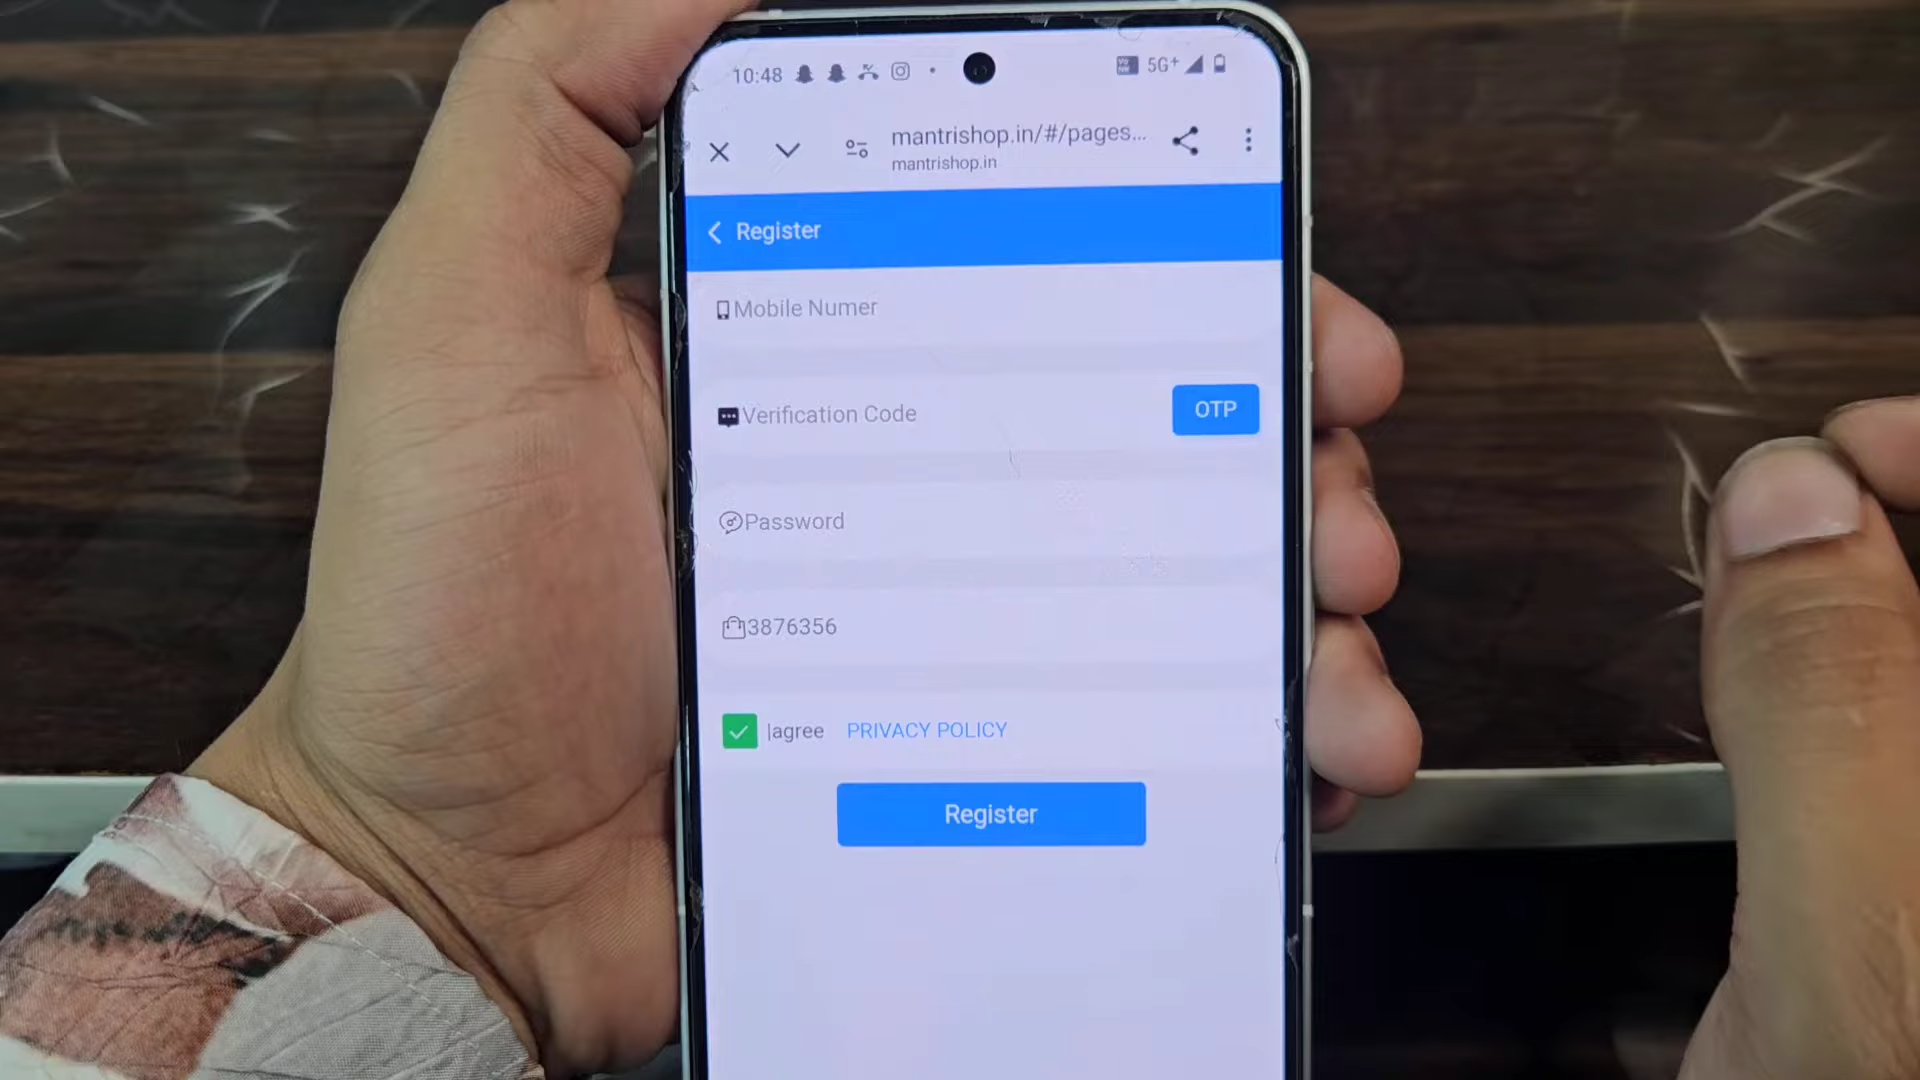 10:48 5G+
mantrishop.in/#/pages...
mantrishop.in
Register
Mobile Numer
Verification Code OTP
Password
3876356
|agree PRIVACY POLICY
Register